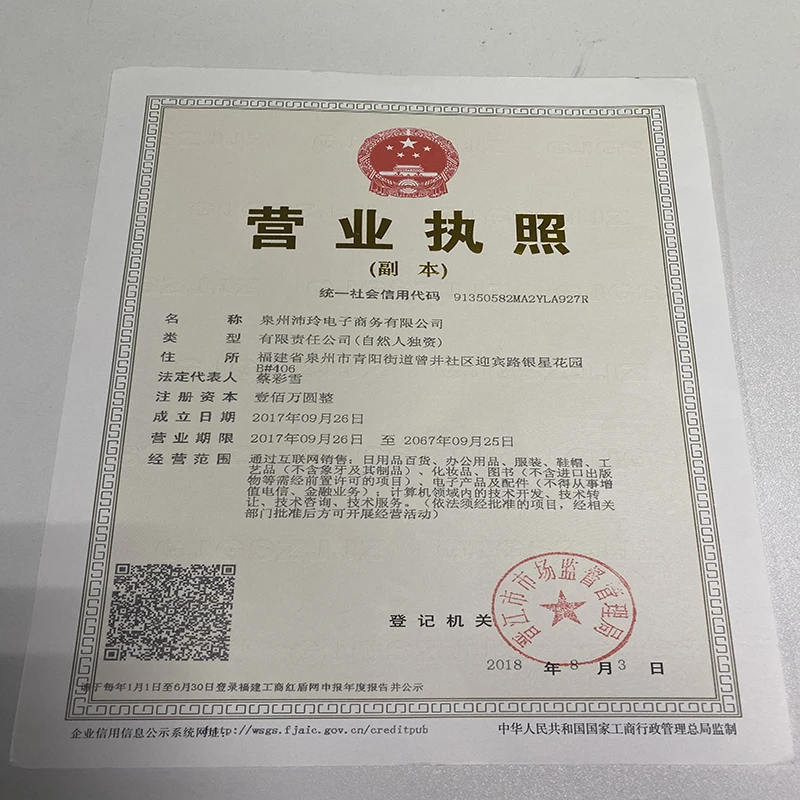 营业执照
(副 本)
统一社会信用代码 91350582MA2YLA927R
名 称 泉州沛玲电子商务有限公司
类 型 有限责任公司(自然人独资)
住 所 福建省泉州市青阳街道曾井社区迎宾路银星花园
B#406
法定代表人 蔡彩雪
注册资本 壹佰万圆整
成立日期 2017年09月26日
营业期限 2017年09月26日 至 2067年09月25日
经营范围 通过互联网销售：日用品百货、办公用品、服装、鞋帽、工
艺品（不含象牙及其制品）、化妆品、图书（不含进口出版
物等需经前置许可的项目）、电子产品及配件（不得从事增
值电信、金融业务）；计算机领域内的技术开发、技术转
让、技术咨询、技术服务。（依法须经批准的项目，经相关
部门批准后方可开展经营活动）
登记机关
晋江市市场监督管理局
2018 年 8 月 3 日
于每年1月1日至6月30日登录福建工商红盾网申报年度报告并公示
企业信用信息公示系统网址：http://wsgs.fjaic.gov.cn/creditpub
中华人民共和国国家工商行政管理总局监制